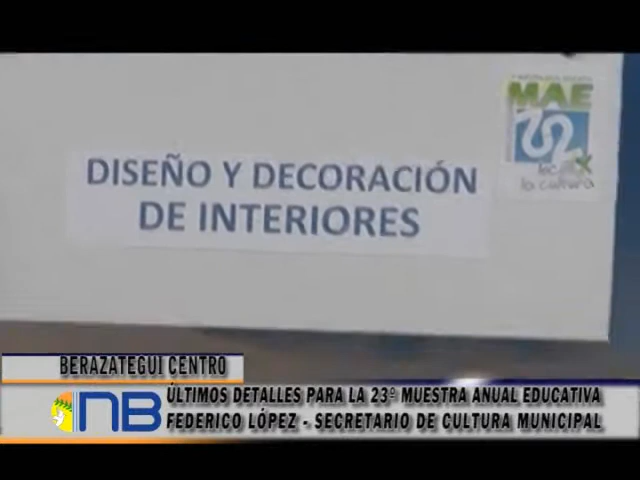 MAE
DISEÑO Y DECORACIÓN
DE INTERIORES
la cultura
BERAZATEGUI CENTRO
NB
ÚLTIMOS DETALLES PARA LA 23º MUESTRA ANUAL EDUCATIVA
FEDERICO LÓPEZ - SECRETARIO DE CULTURA MUNICIPAL